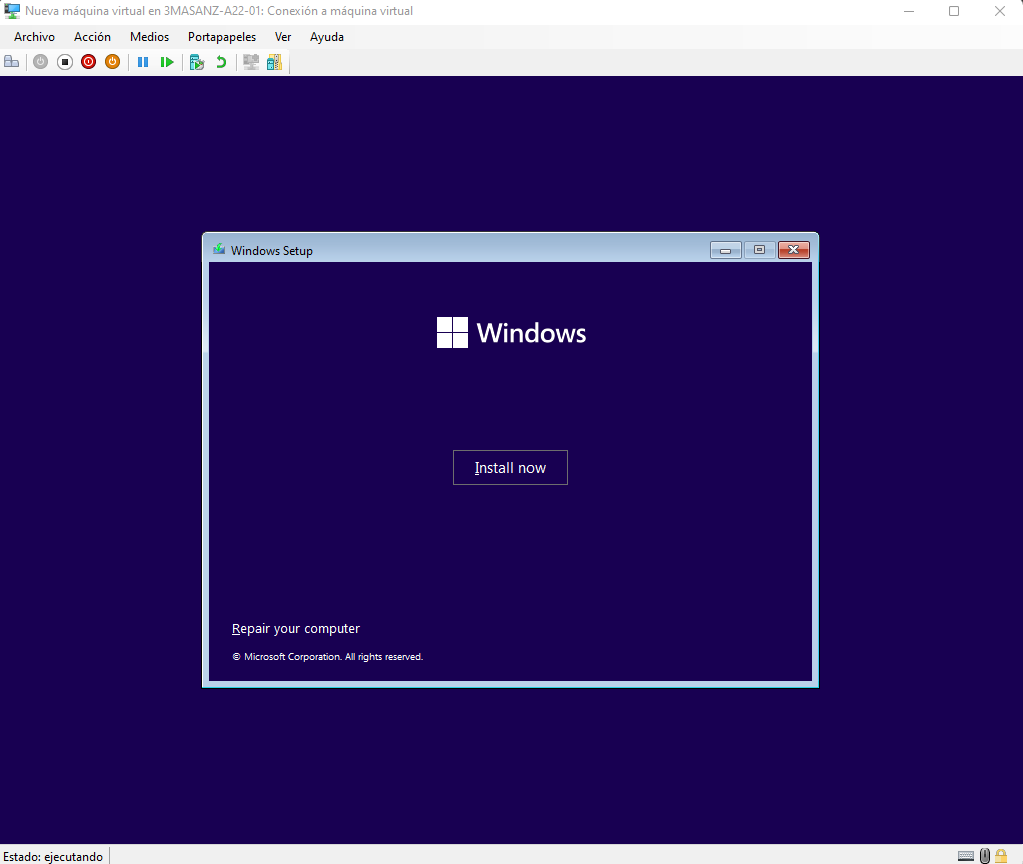 Nueva máquina virtual en 3MASANZ-A22-01: Conexión a máquina virtual
Archivo Acción Medios Portapapeles Ver Ayuda
Windows Setup
Windows
Install now
Repair your computer
© Microsoft Corporation. All rights reserved.
Estado: ejecutando